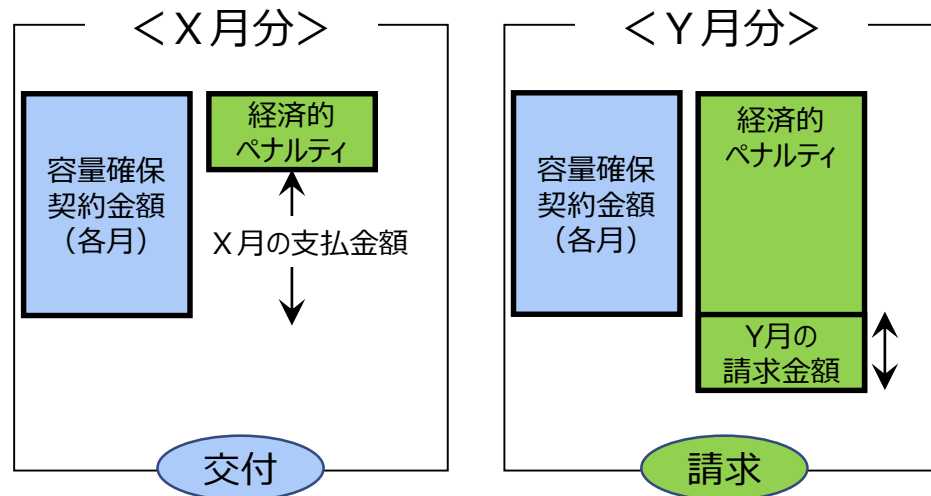 ＜X月分＞
容量確保
契約金額
（各月）
経済的
ペナルティ
X月の支払金額
交付
＜Y月分＞
容量確保
契約金額
（各月）
経済的
ペナルティ
Y月の
請求金額
請求